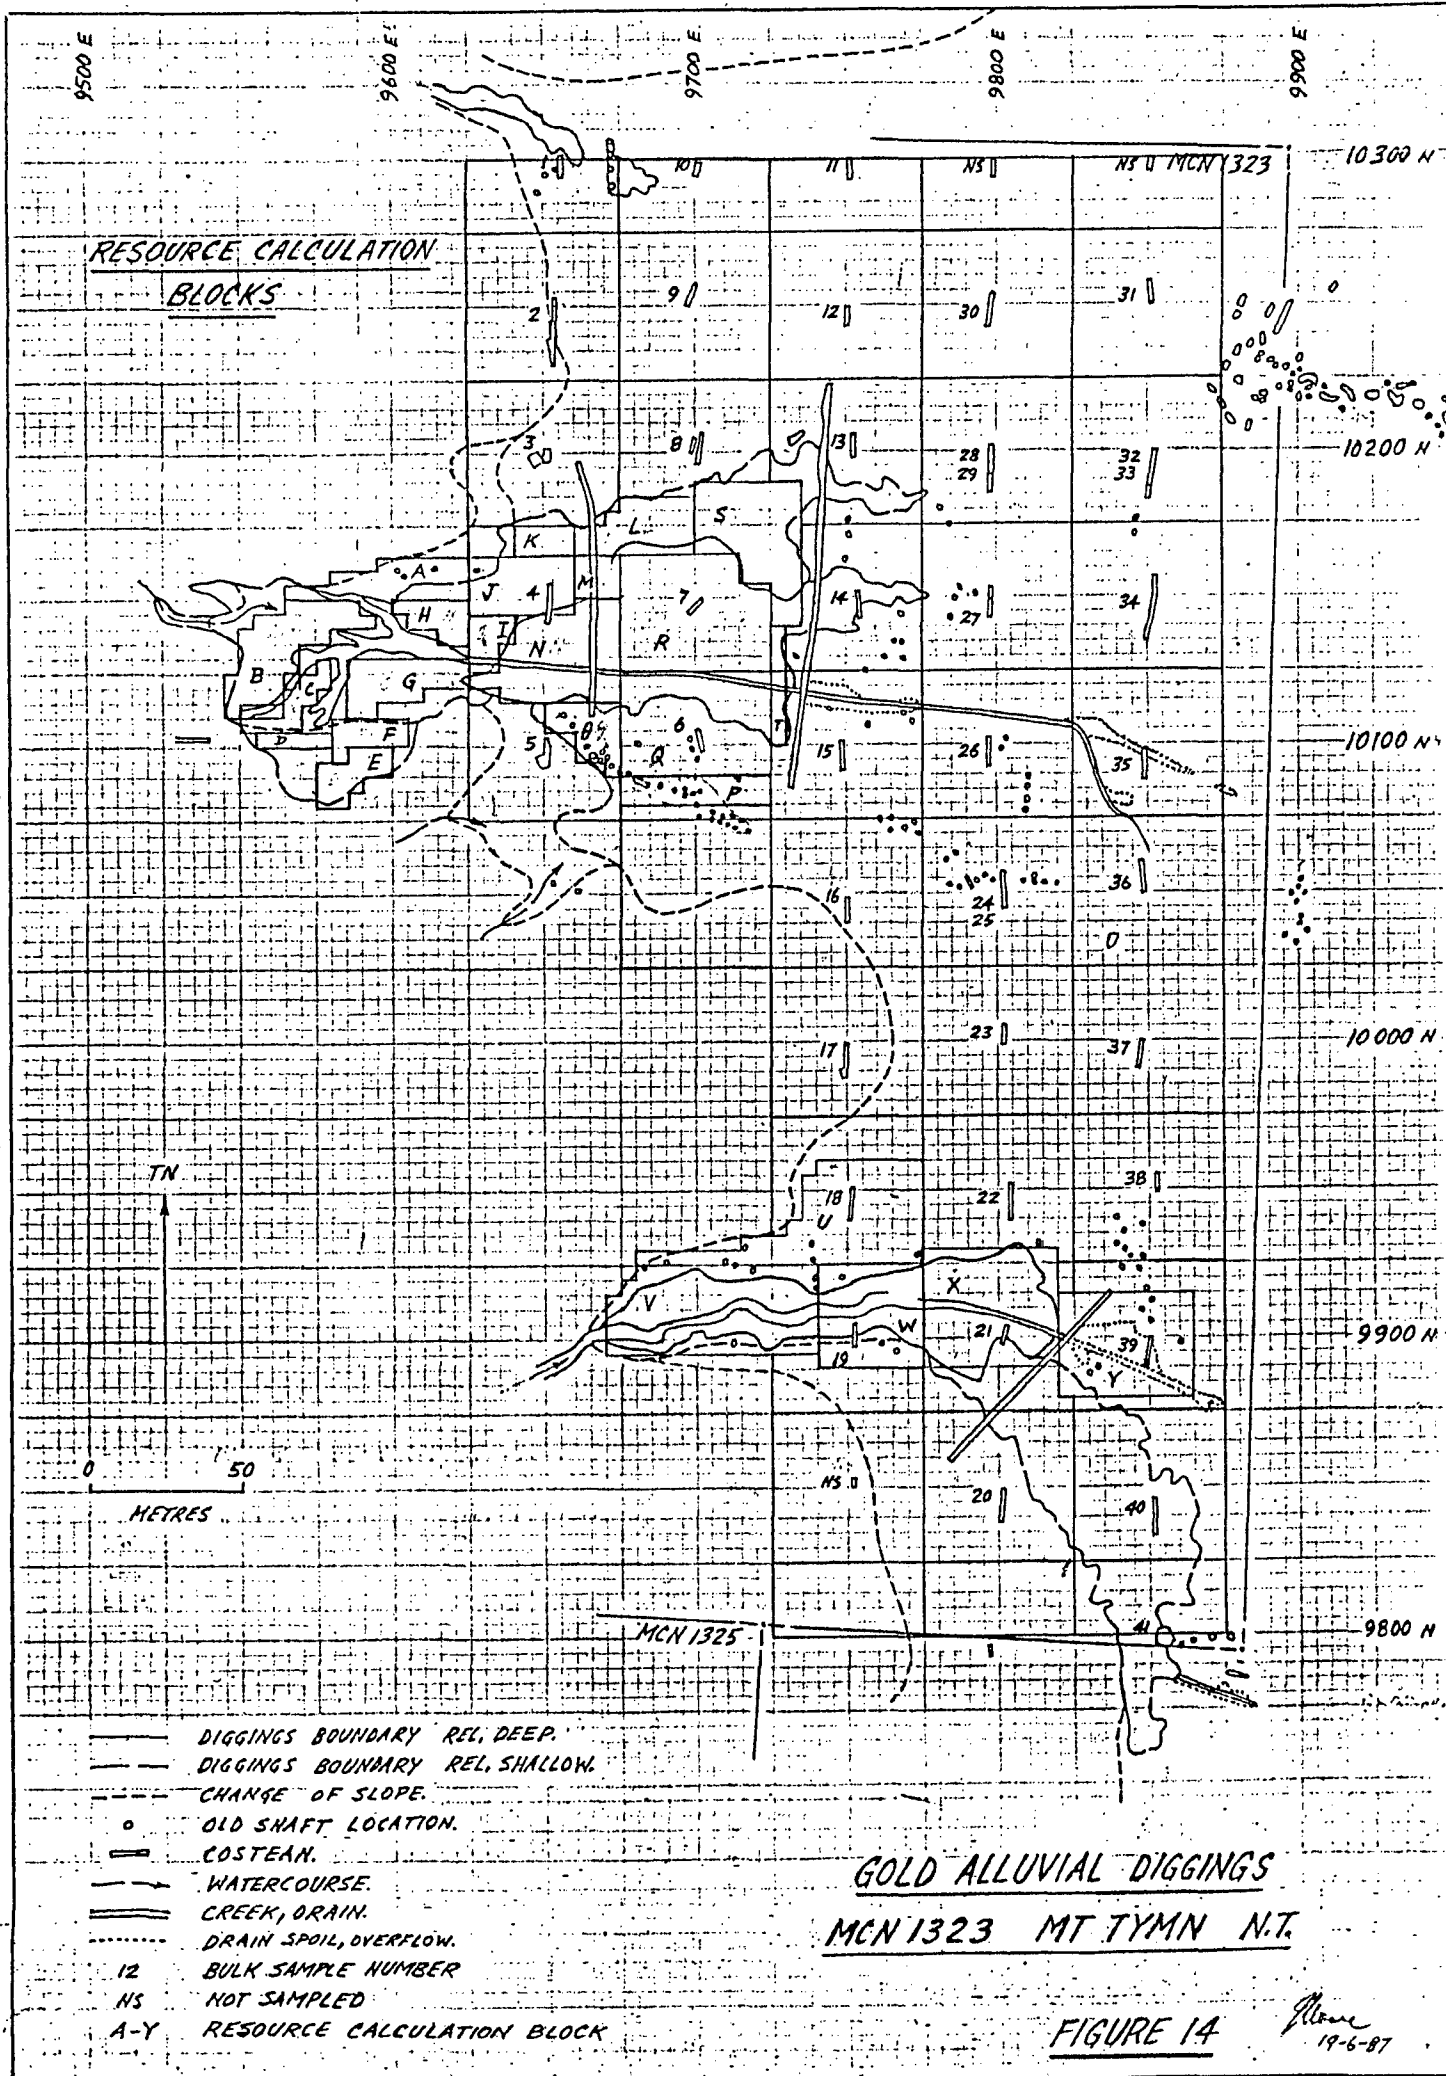 9500 E
9600 E
9700 E
9800 E
9900 E
1
10
11
NS
NS
MCN 1323
10300 N
RESOURCE CALCULATION
BLOCKS
2
9
12
30
31
3
8
13
28
29
32
33
10200 N
K
L
S
A
J
4
M
7
14
27
34
H
I
N
R
B
C
G
D
F
E
5
6
Q
T
15
26
35
10100 N
P
16
24
25
36
17
23
37
10000 N
TN
18
22
38
U
V
X
W
19
21
39
Y
9900 N
0 50
METRES
NS
20
40
MCN 1325
41
9800 N
DIGGINGS BOUNDARY REL. DEEP.
DIGGINGS BOUNDARY REL. SHALLOW.
CHANGE OF SLOPE.
OLD SHAFT LOCATION.
COSTEAN.
WATERCOURSE.
CREEK, DRAIN.
DRAIN SPOIL, OVERFLOW.
12 BULK SAMPLE NUMBER
NS NOT SAMPLED
A-Y RESOURCE CALCULATION BLOCK
GOLD ALLUVIAL DIGGINGS
MCN 1323 MT TYMN N.T.
FIGURE 14
19-6-87